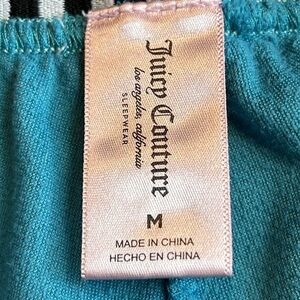 Juicy Couture
los angeles, california
SLEEPWEAR
M
MADE IN CHINA
HECHO EN CHINA